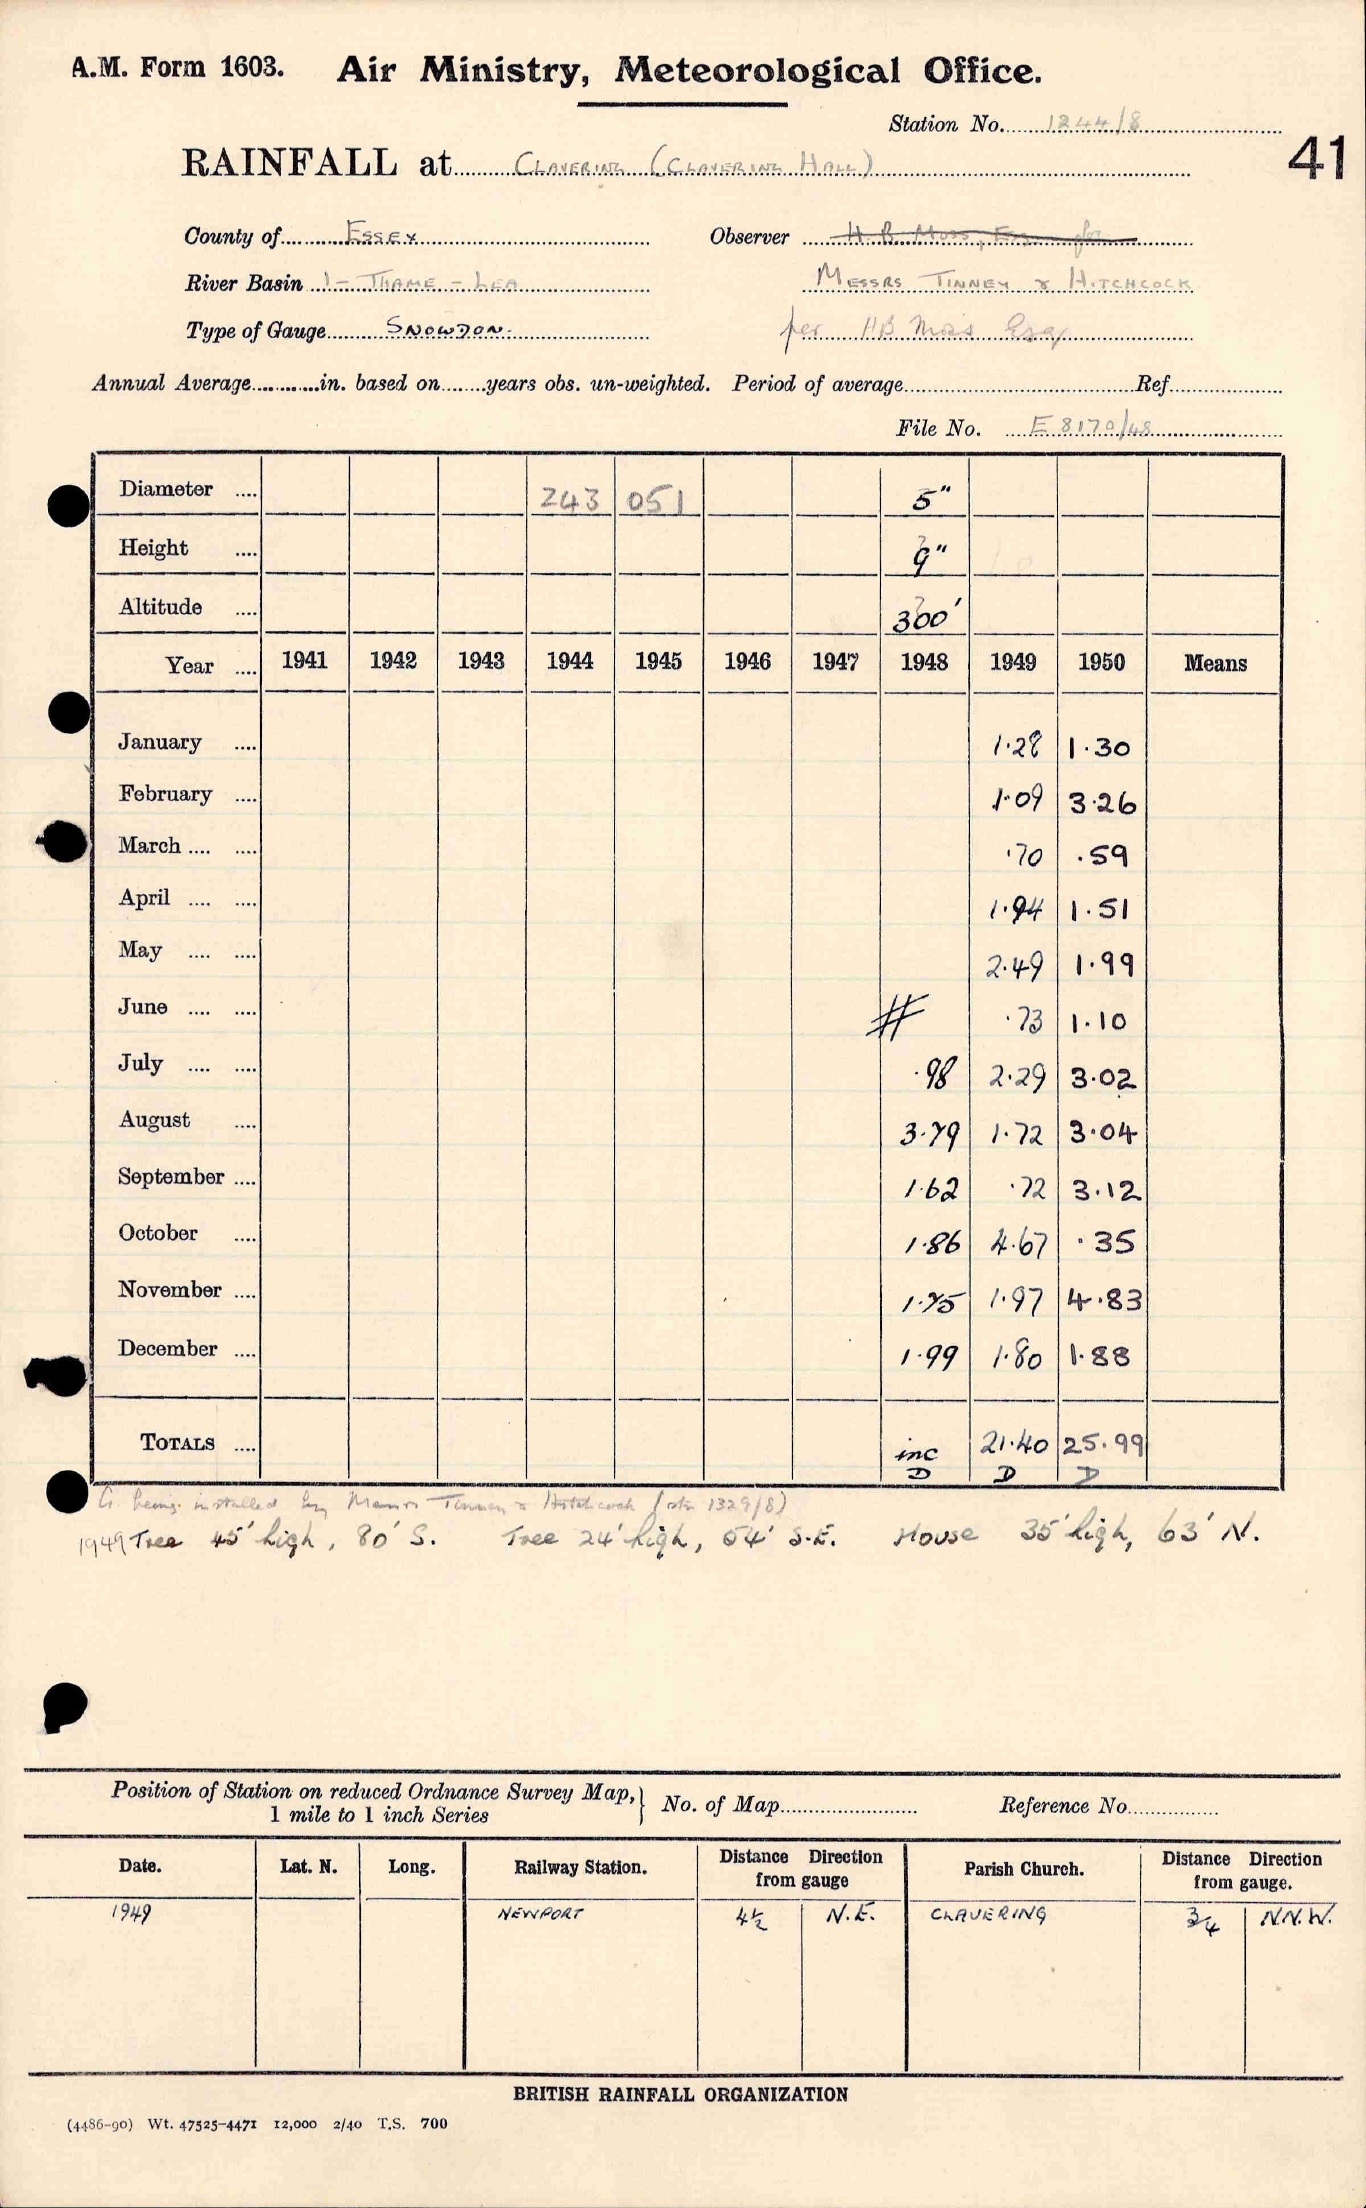 A.M. Form 1603. Air Ministry, Meteorological Office.
Station No. 1244/8
41
RAINFALL at CLAVERING (CLAVERING HALL)
County of ESSEX Observer H B Moss, Esq for
River Basin 1 - THAME - LEA MESSRS TINNEY & HITCHCOCK
Type of Gauge SNOWDON. per HB Moss Esq
Annual Average............in. based on........years obs. un-weighted. Period of average Ref.
File No. E 8170/48
Diameter .... 243 051 5"
Height .... 9"
Altitude .... 300'
Year .... 1941 1942 1943 1944 1945 1946 1947 1948 1949 1950 Means
January .... 1.28 1.30
February .... 1.09 3.26
March .... .... .70 .59
April .... .... 1.94 1.51
May .... .... 2.49 1.99
June .... .... # .73 1.10
July .... .... .98 2.29 3.02
August .... 3.79 1.72 3.04
September .... 1.62 .72 3.12
October .... 1.86 4.67 .35
November .... 1.75 1.97 4.83
December .... 1.99 1.80 1.88
TOTALS .... inc 21.40 25.99
D D D
G. being installed by Messrs Tinney & Hitchcock (stn 1329/8)
1949 Tree 45' high, 80' S. Tree 24' high, 54' S.E. House 35' high, 63' N.
Position of Station on reduced Ordnance Survey Map,
1 mile to 1 inch Series } No. of Map Reference No.
Date. Lat. N. Long. Railway Station. Distance Direction from gauge Parish Church. Distance Direction from gauge.
1949 NEWPORT 4½ N.E. CLAVERING ¾ N.N.W.
BRITISH RAINFALL ORGANIZATION
(4486-90) Wt. 47525-4471 12,000 2/40 T.S. 700